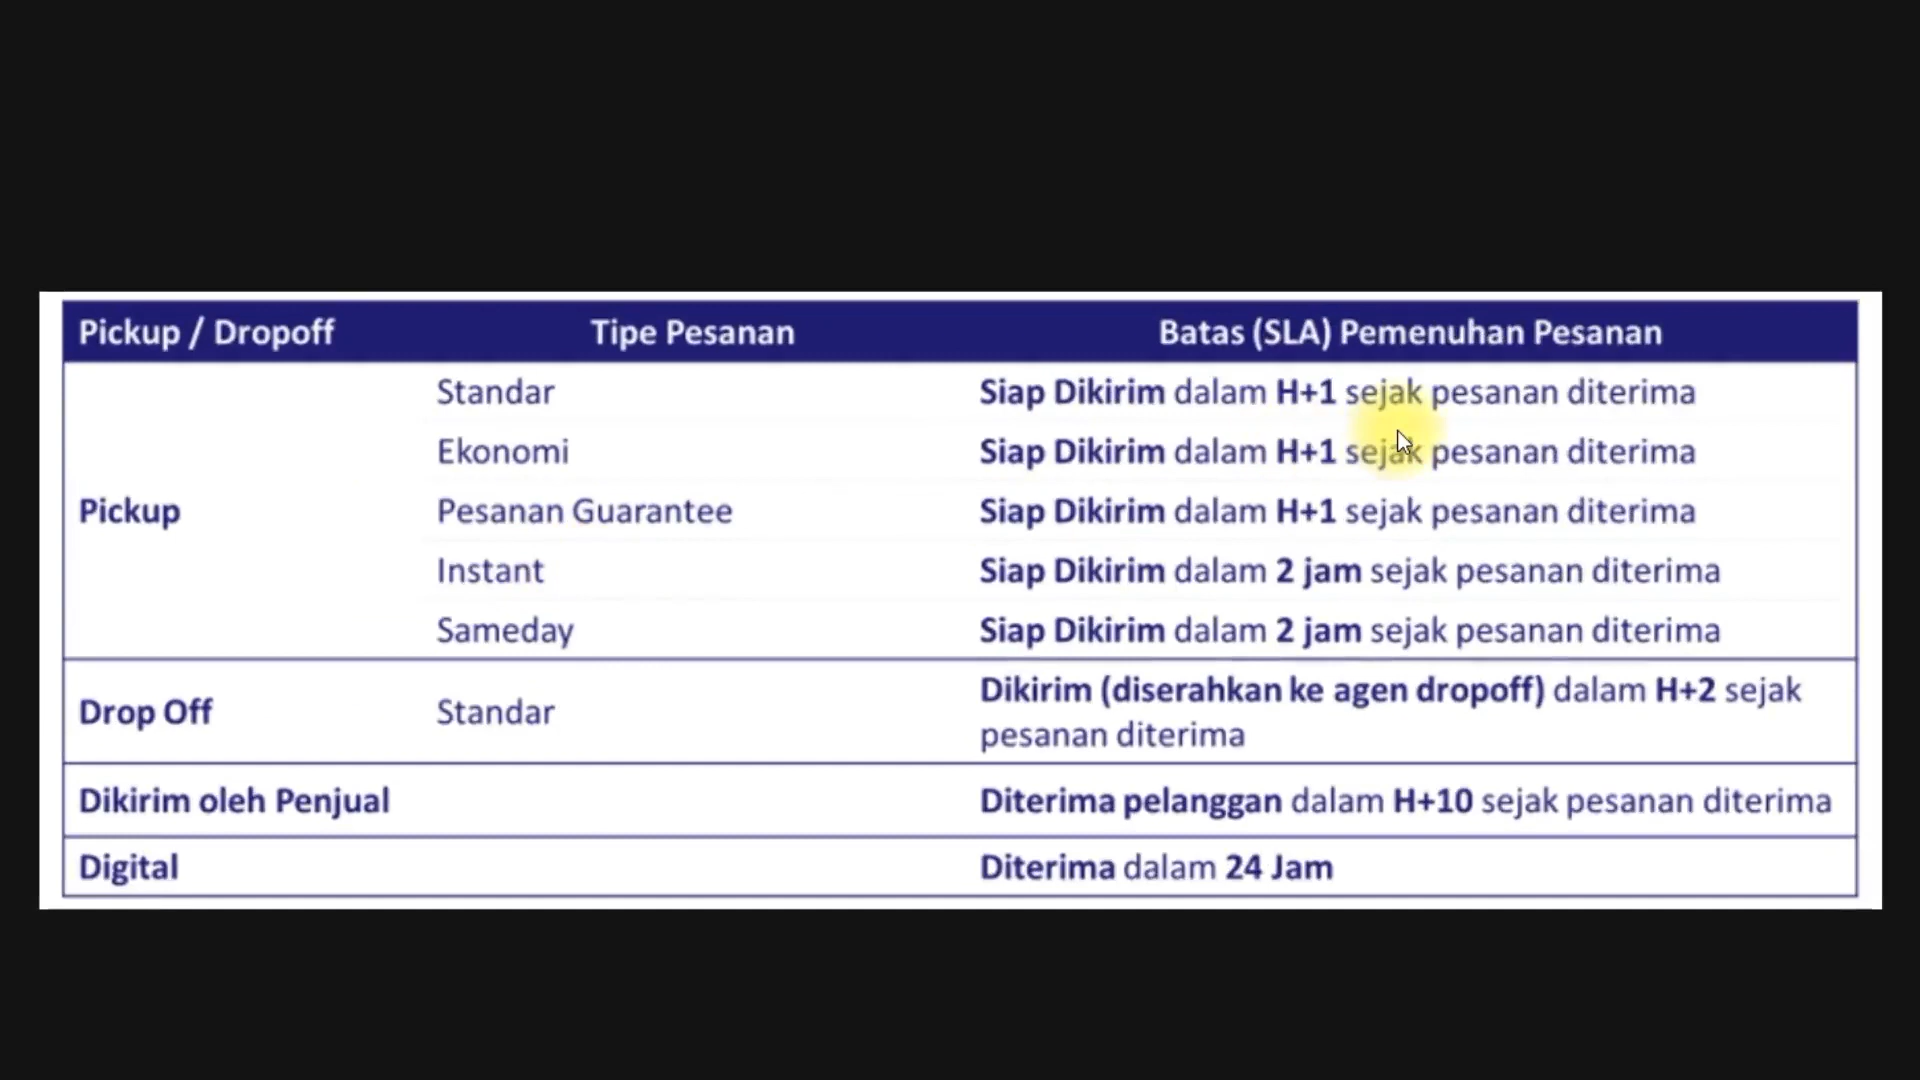 Pickup / Dropoff Tipe Pesanan Batas (SLA) Pemenuhan Pesanan
Standar Siap Dikirim dalam H+1 sejak pesanan diterima
Ekonomi Siap Dikirim dalam H+1 sejak pesanan diterima
Pickup Pesanan Guarantee Siap Dikirim dalam H+1 sejak pesanan diterima
Instant Siap Dikirim dalam 2 jam sejak pesanan diterima
Sameday Siap Dikirim dalam 2 jam sejak pesanan diterima
Drop Off Standar Dikirim (diserahkan ke agen dropoff) dalam H+2 sejak
pesanan diterima
Dikirim oleh Penjual Diterima pelanggan dalam H+10 sejak pesanan diterima
Digital Diterima dalam 24 Jam